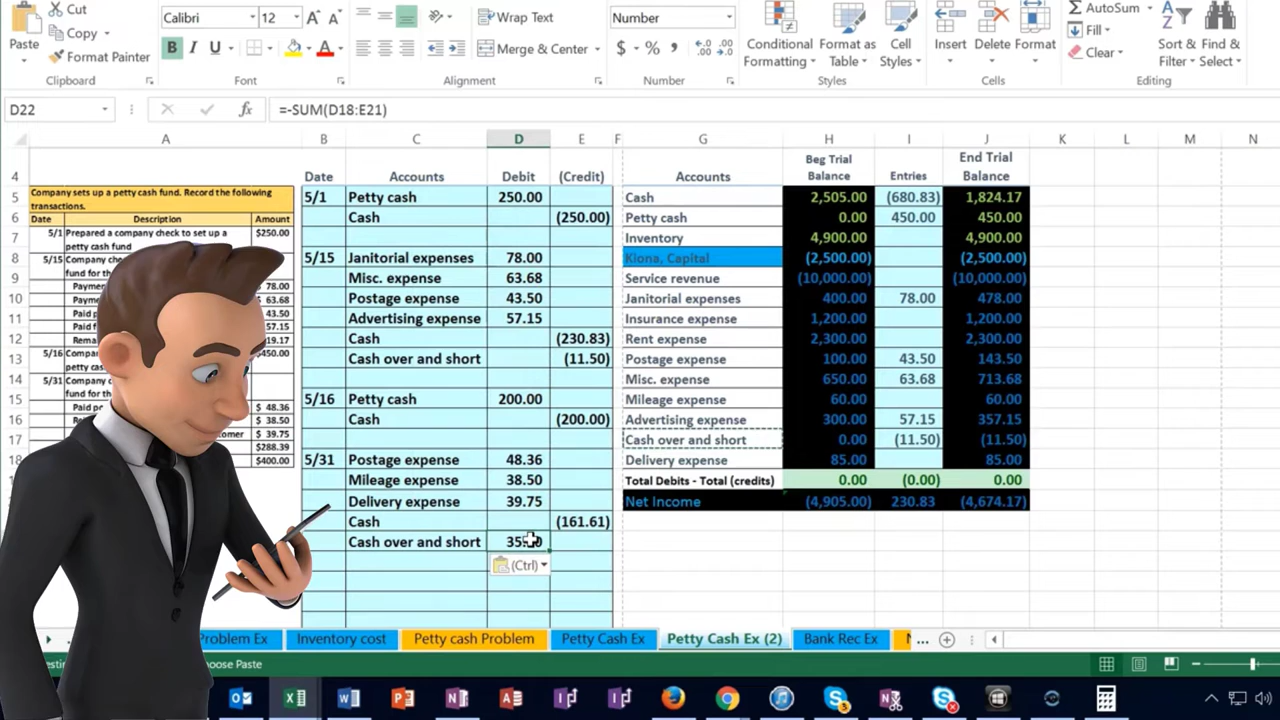 Cut
Calibri 12
Wrap Text
Number
AutoSum
Copy
Fill
Paste
Format Painter
B I U
Merge & Center
$ %
Conditional Formatting
Format as Table
Cell Styles
Insert
Delete
Format
Clear
Sort & Filter
Find & Select
Clipboard
Font
Alignment
Number
Styles
Cells
Editing
D22
fx
=-SUM(D18:E21)
A B C D E F G H I J K L M N
4 Date Accounts Debit (Credit) Accounts Beg Trial Balance Entries End Trial Balance
Company sets up a petty cash fund. Record the following
transactions.
Date Description Amount
5/1 Prepared a company check to set up a
petty cash fund $250.00
5/15 Company che
fund for th
Payme $ 78.00
Paym $ 63.68
Paid p $ 43.50
Paid f $ 57.15
Rema $ 19.17
5/16 Compa $450.00
petty cas
5/31 Company c
fund for th
Paid po $ 48.36
$ 38.50
tomer $ 39.75
$288.39
$400.00
5 5/1 Petty cash 250.00
6 Cash (250.00)
7
8 5/15 Janitorial expenses 78.00
Misc. expense 63.68
10 Postage expense 43.50
11 Advertising expense 57.15
12 Cash (230.83)
13 Cash over and short (11.50)
14
15 5/16 Petty cash 200.00
16 Cash (200.00)
17
18 5/31 Postage expense 48.36
Mileage expense 38.50
Delivery expense 39.75
Cash (161.61)
Cash over and short
(Ctrl)
Cash 2,505.00 (680.83) 1,824.17
Petty cash 0.00 450.00 450.00
Inventory 4,900.00 4,900.00
Kiona, Capital (2,500.00) (2,500.00)
Service revenue (10,000.00) (10,000.00)
Janitorial expenses 400.00 78.00 478.00
Insurance expense 1,200.00 1,200.00
Rent expense 2,300.00 2,300.00
Postage expense 100.00 43.50 143.50
Misc. expense 650.00 63.68 713.68
Mileage expense 60.00 60.00
Advertising expense 300.00 57.15 357.15
Cash over and short 0.00 (11.50) (11.50)
Delivery expense 85.00 85.00
Total Debits - Total (credits) 0.00 (0.00) 0.00
Net Income (4,905.00) 230.83 (4,674.17)
Problem Ex
Inventory cost
Petty cash Problem
Petty Cash Ex
Petty Cash Ex (2)
Bank Rec Ex
...
hoose Paste